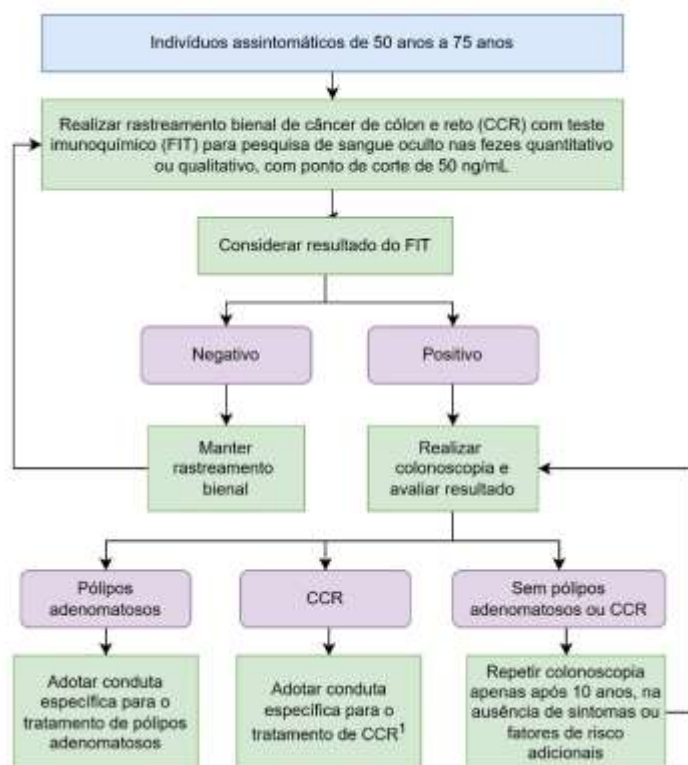 Indivíduos assintomáticos de 50 anos a 75 anos
Realizar rastreamento bienal de câncer de cólon e reto (CCR) com teste
imunoquímico (FIT) para pesquisa de sangue oculto nas fezes quantitativo
ou qualitativo, com ponto de corte de 50 ng/mL
Considerar resultado do FIT
Negativo
Positivo
Manter
rastreamento
bienal
Realizar
colonoscopia e
avaliar resultado
Pólipos
adenomatosos
CCR
Sem pólipos
adenomatosos ou CCR
Adotar conduta
específica para o
tratamento de pólipos
adenomatosos
Adotar conduta
específica para o
tratamento de CCR¹
Repetir colonoscopia
apenas após 10 anos, na
ausência de sintomas ou
fatores de risco
adicionais